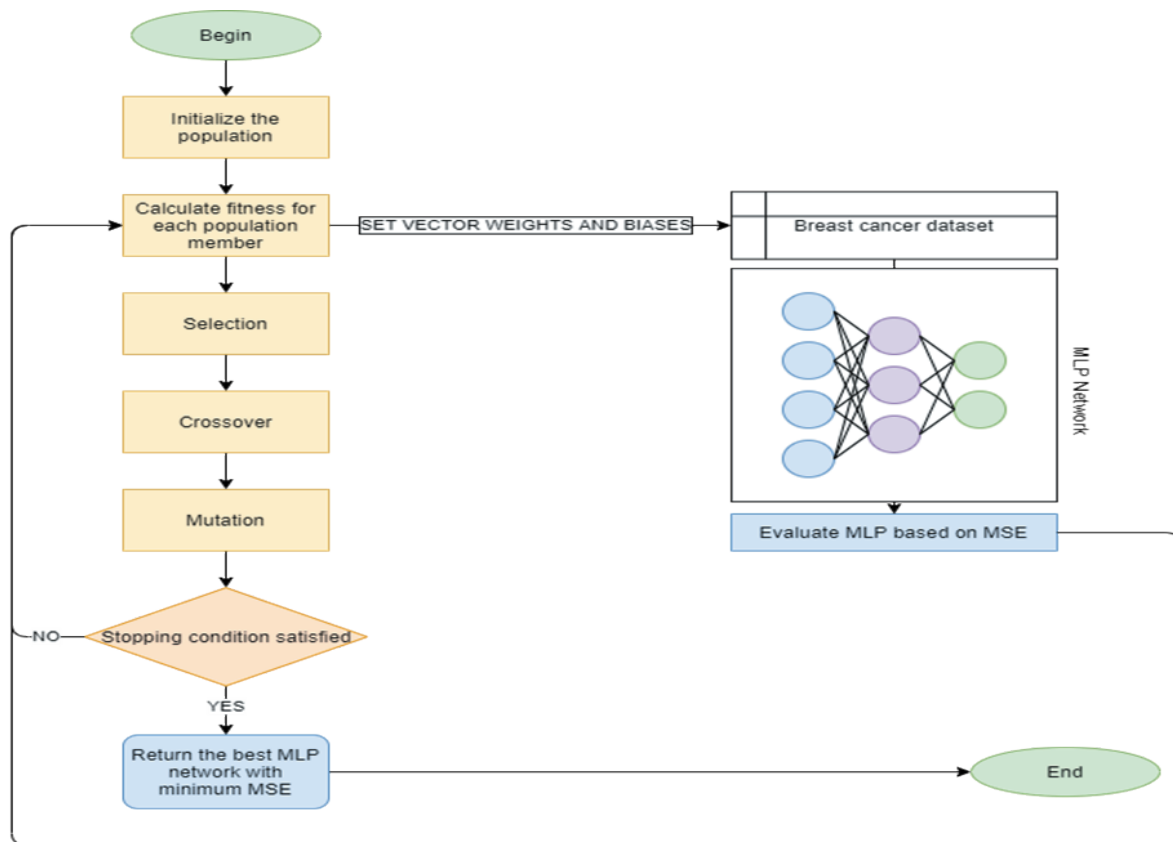 Begin
Initialize the
population
Calculate fitness for
each population
member
SET VECTOR WEIGHTS AND BIASES
Breast cancer dataset
Selection
MLP Network
Crossover
Mutation
Evaluate MLP based on MSE
NO
Stopping condition satisfied
YES
Return the best MLP
network with
minimum MSE
End